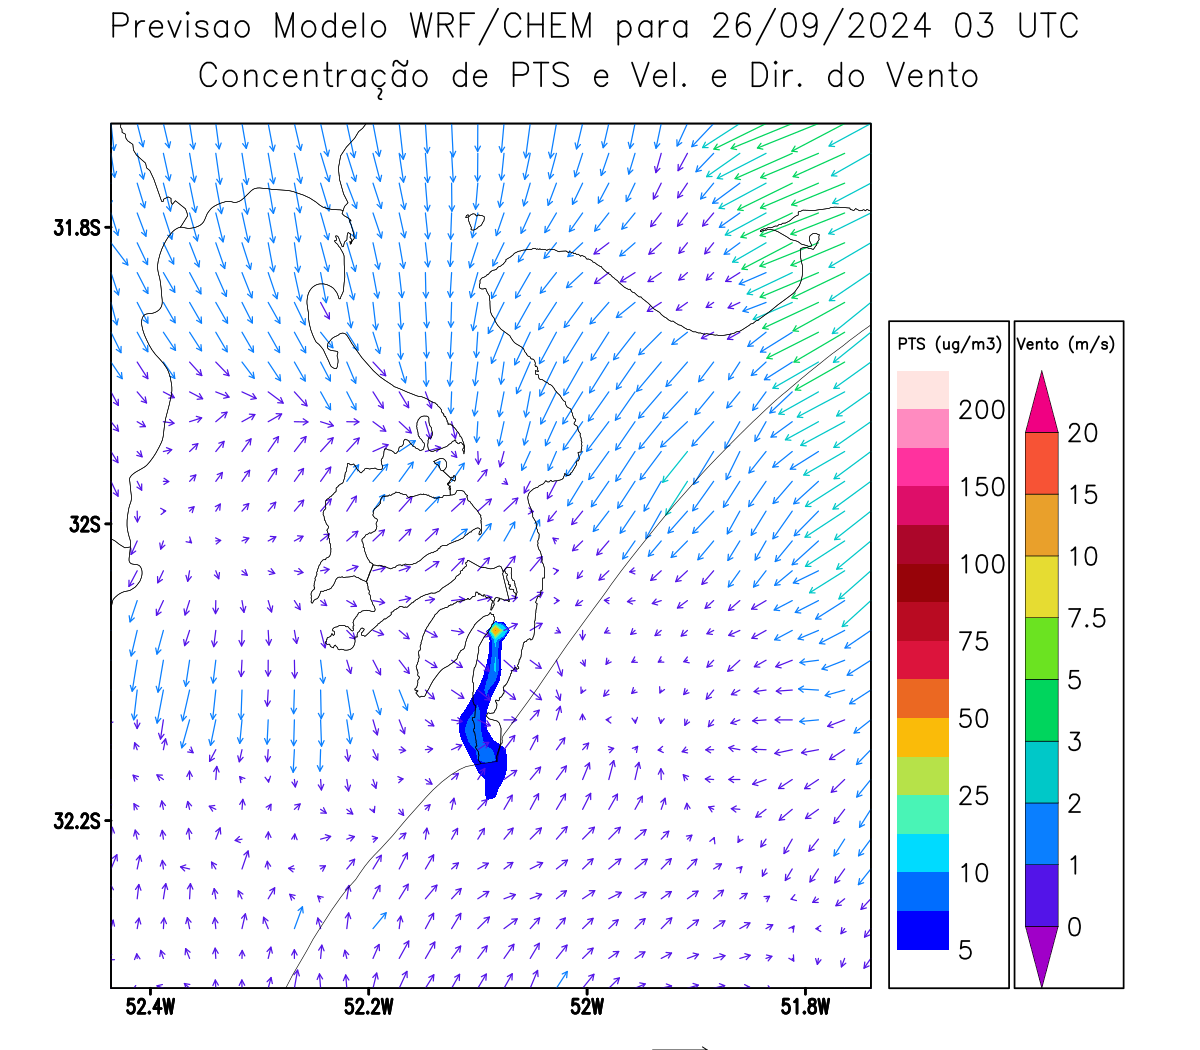 Previsao Modelo WRF/CHEM para 26/09/2024 03 UTC
Concentração de PTS e Vel. e Dir. do Vento
31.8S
32S
32.2S
52.4W
52.2W
52W
51.8W
PTS (ug/m3)
200
150
100
75
50
25
10
5
Vento (m/s)
20
15
10
7.5
5
3
2
1
0